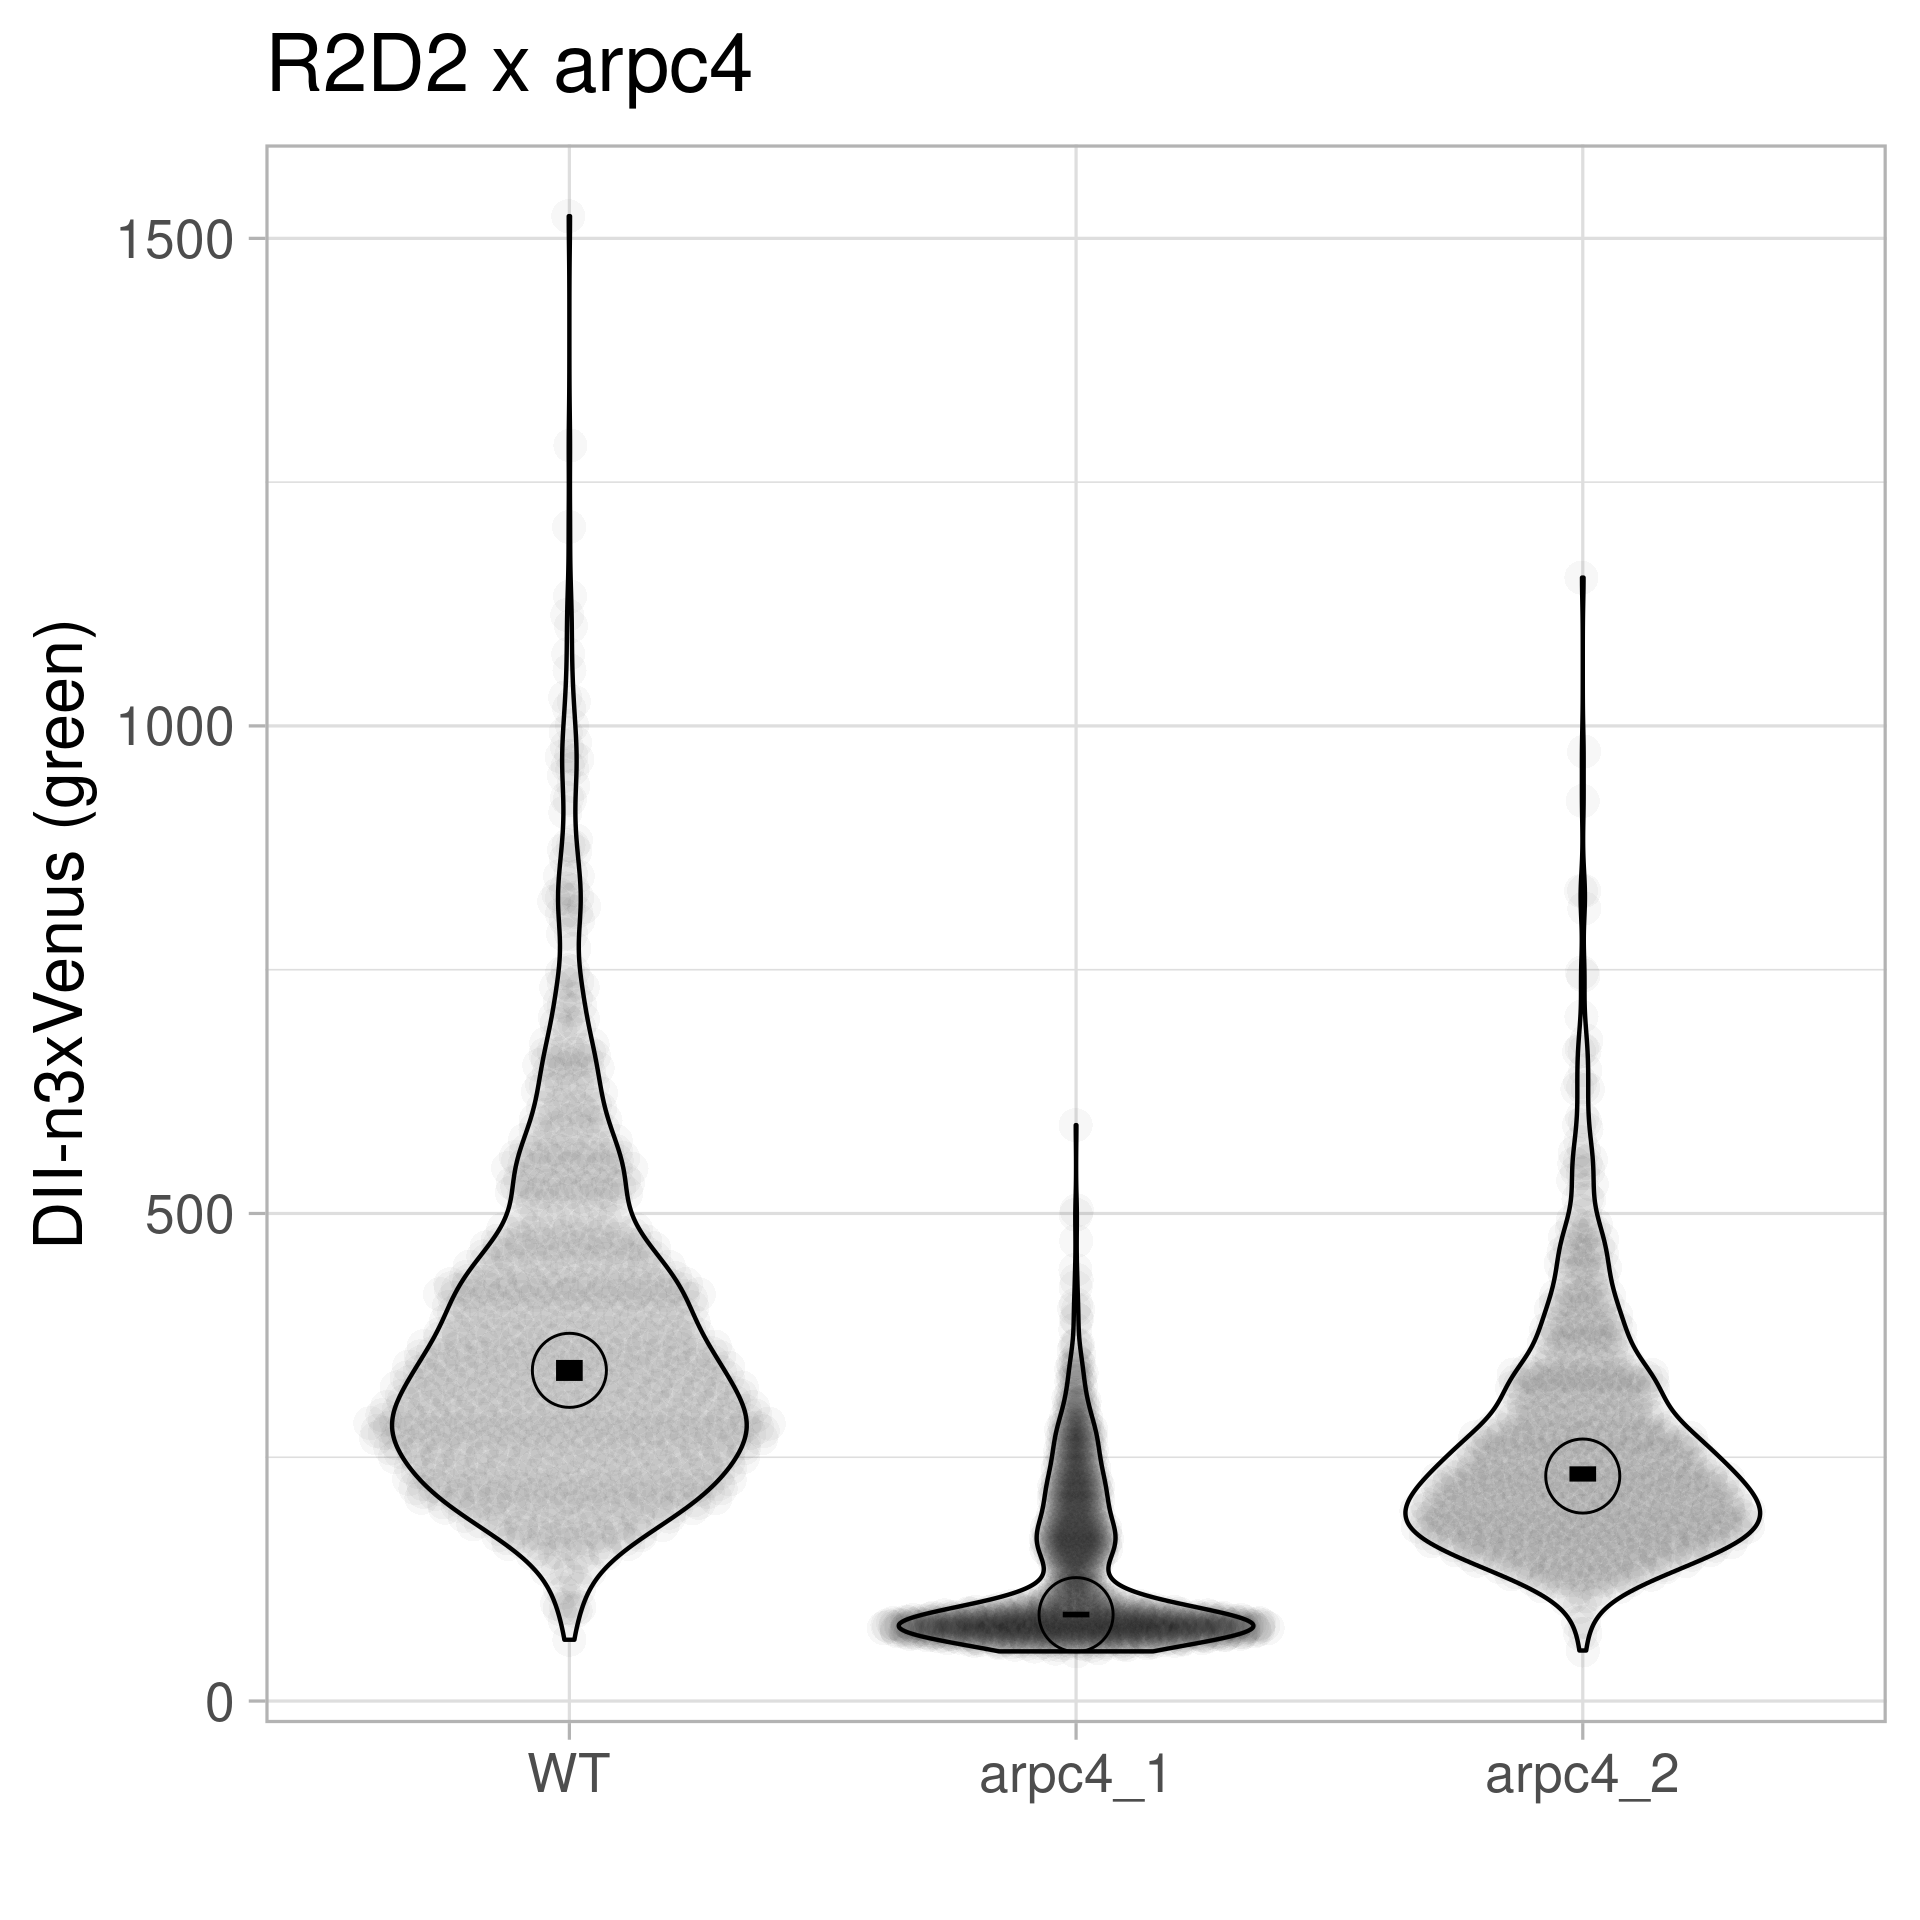 R2D2 x arpc4
DII-n3xVenus (green)
1500
1000
500
0
WT
arpc4_1
arpc4_2